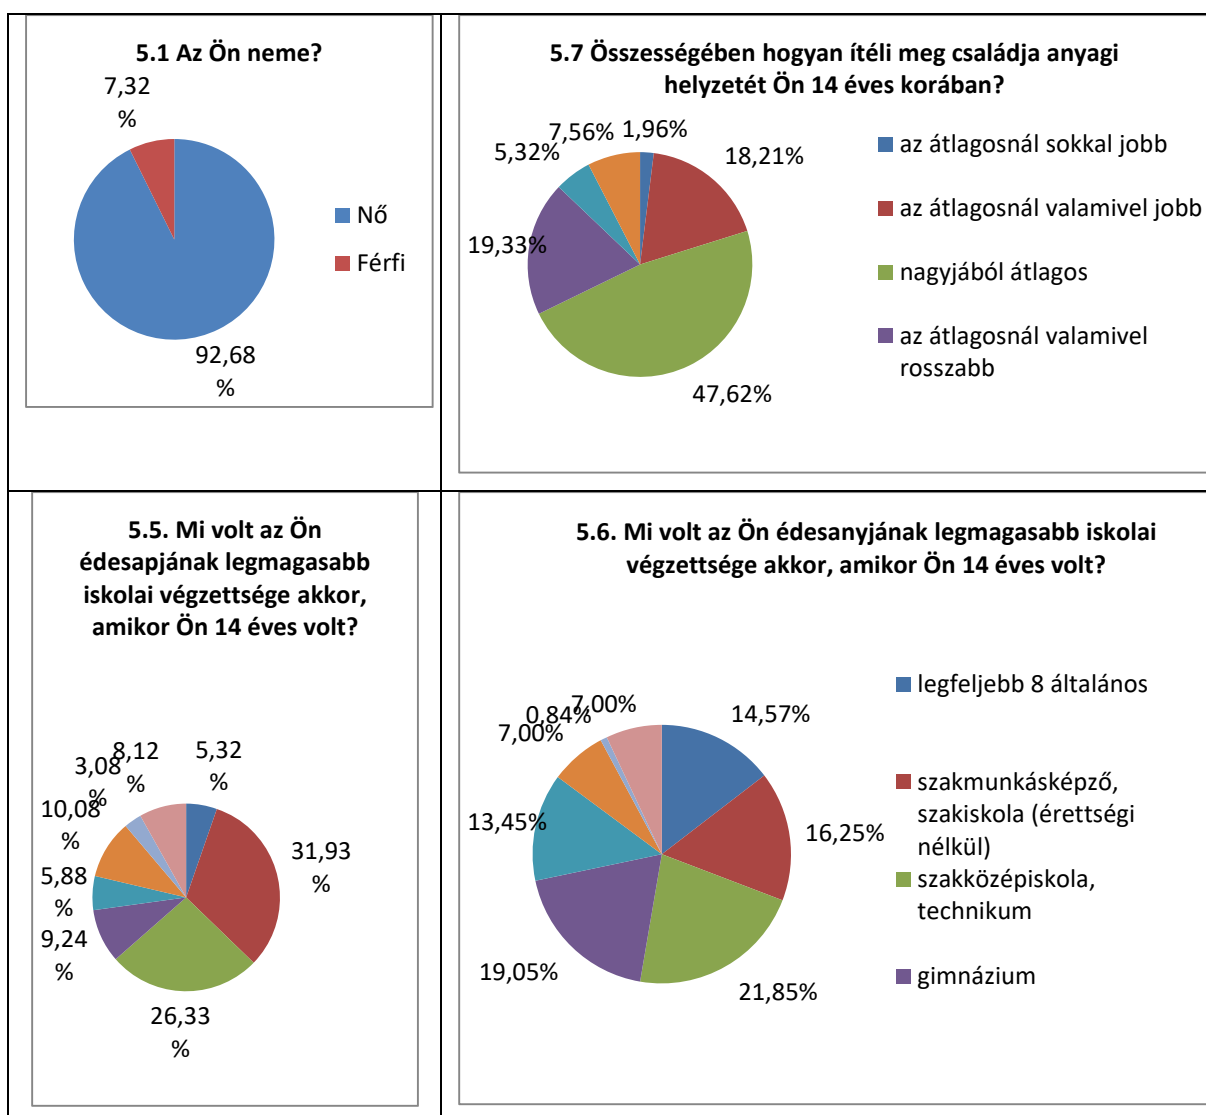 5.1 Az Ön neme?
7,32
%
92,68
%
Nő
Férfi
5.7 Összességében hogyan ítéli meg családja anyagi
helyzetét Ön 14 éves korában?
1,96%
18,21%
47,62%
19,33%
5,32%
7,56%
az átlagosnál sokkal jobb
az átlagosnál valamivel jobb
nagyjából átlagos
az átlagosnál valamivel
rosszabb
5.5. Mi volt az Ön
édesapjának legmagasabb
iskolai végzettsége akkor,
amikor Ön 14 éves volt?
5,32
%
31,93
%
26,33
%
9,24
%
5,88
%
10,08
%
3,08
%
8,12
%
5.6. Mi volt az Ön édesanyjának legmagasabb iskolai
végzettsége akkor, amikor Ön 14 éves volt?
14,57%
16,25%
21,85%
19,05%
13,45%
7,00%
0,84%
7,00%
legfeljebb 8 általános
szakmunkásképző,
szakiskola (érettségi
nélkül)
szakközépiskola,
technikum
gimnázium